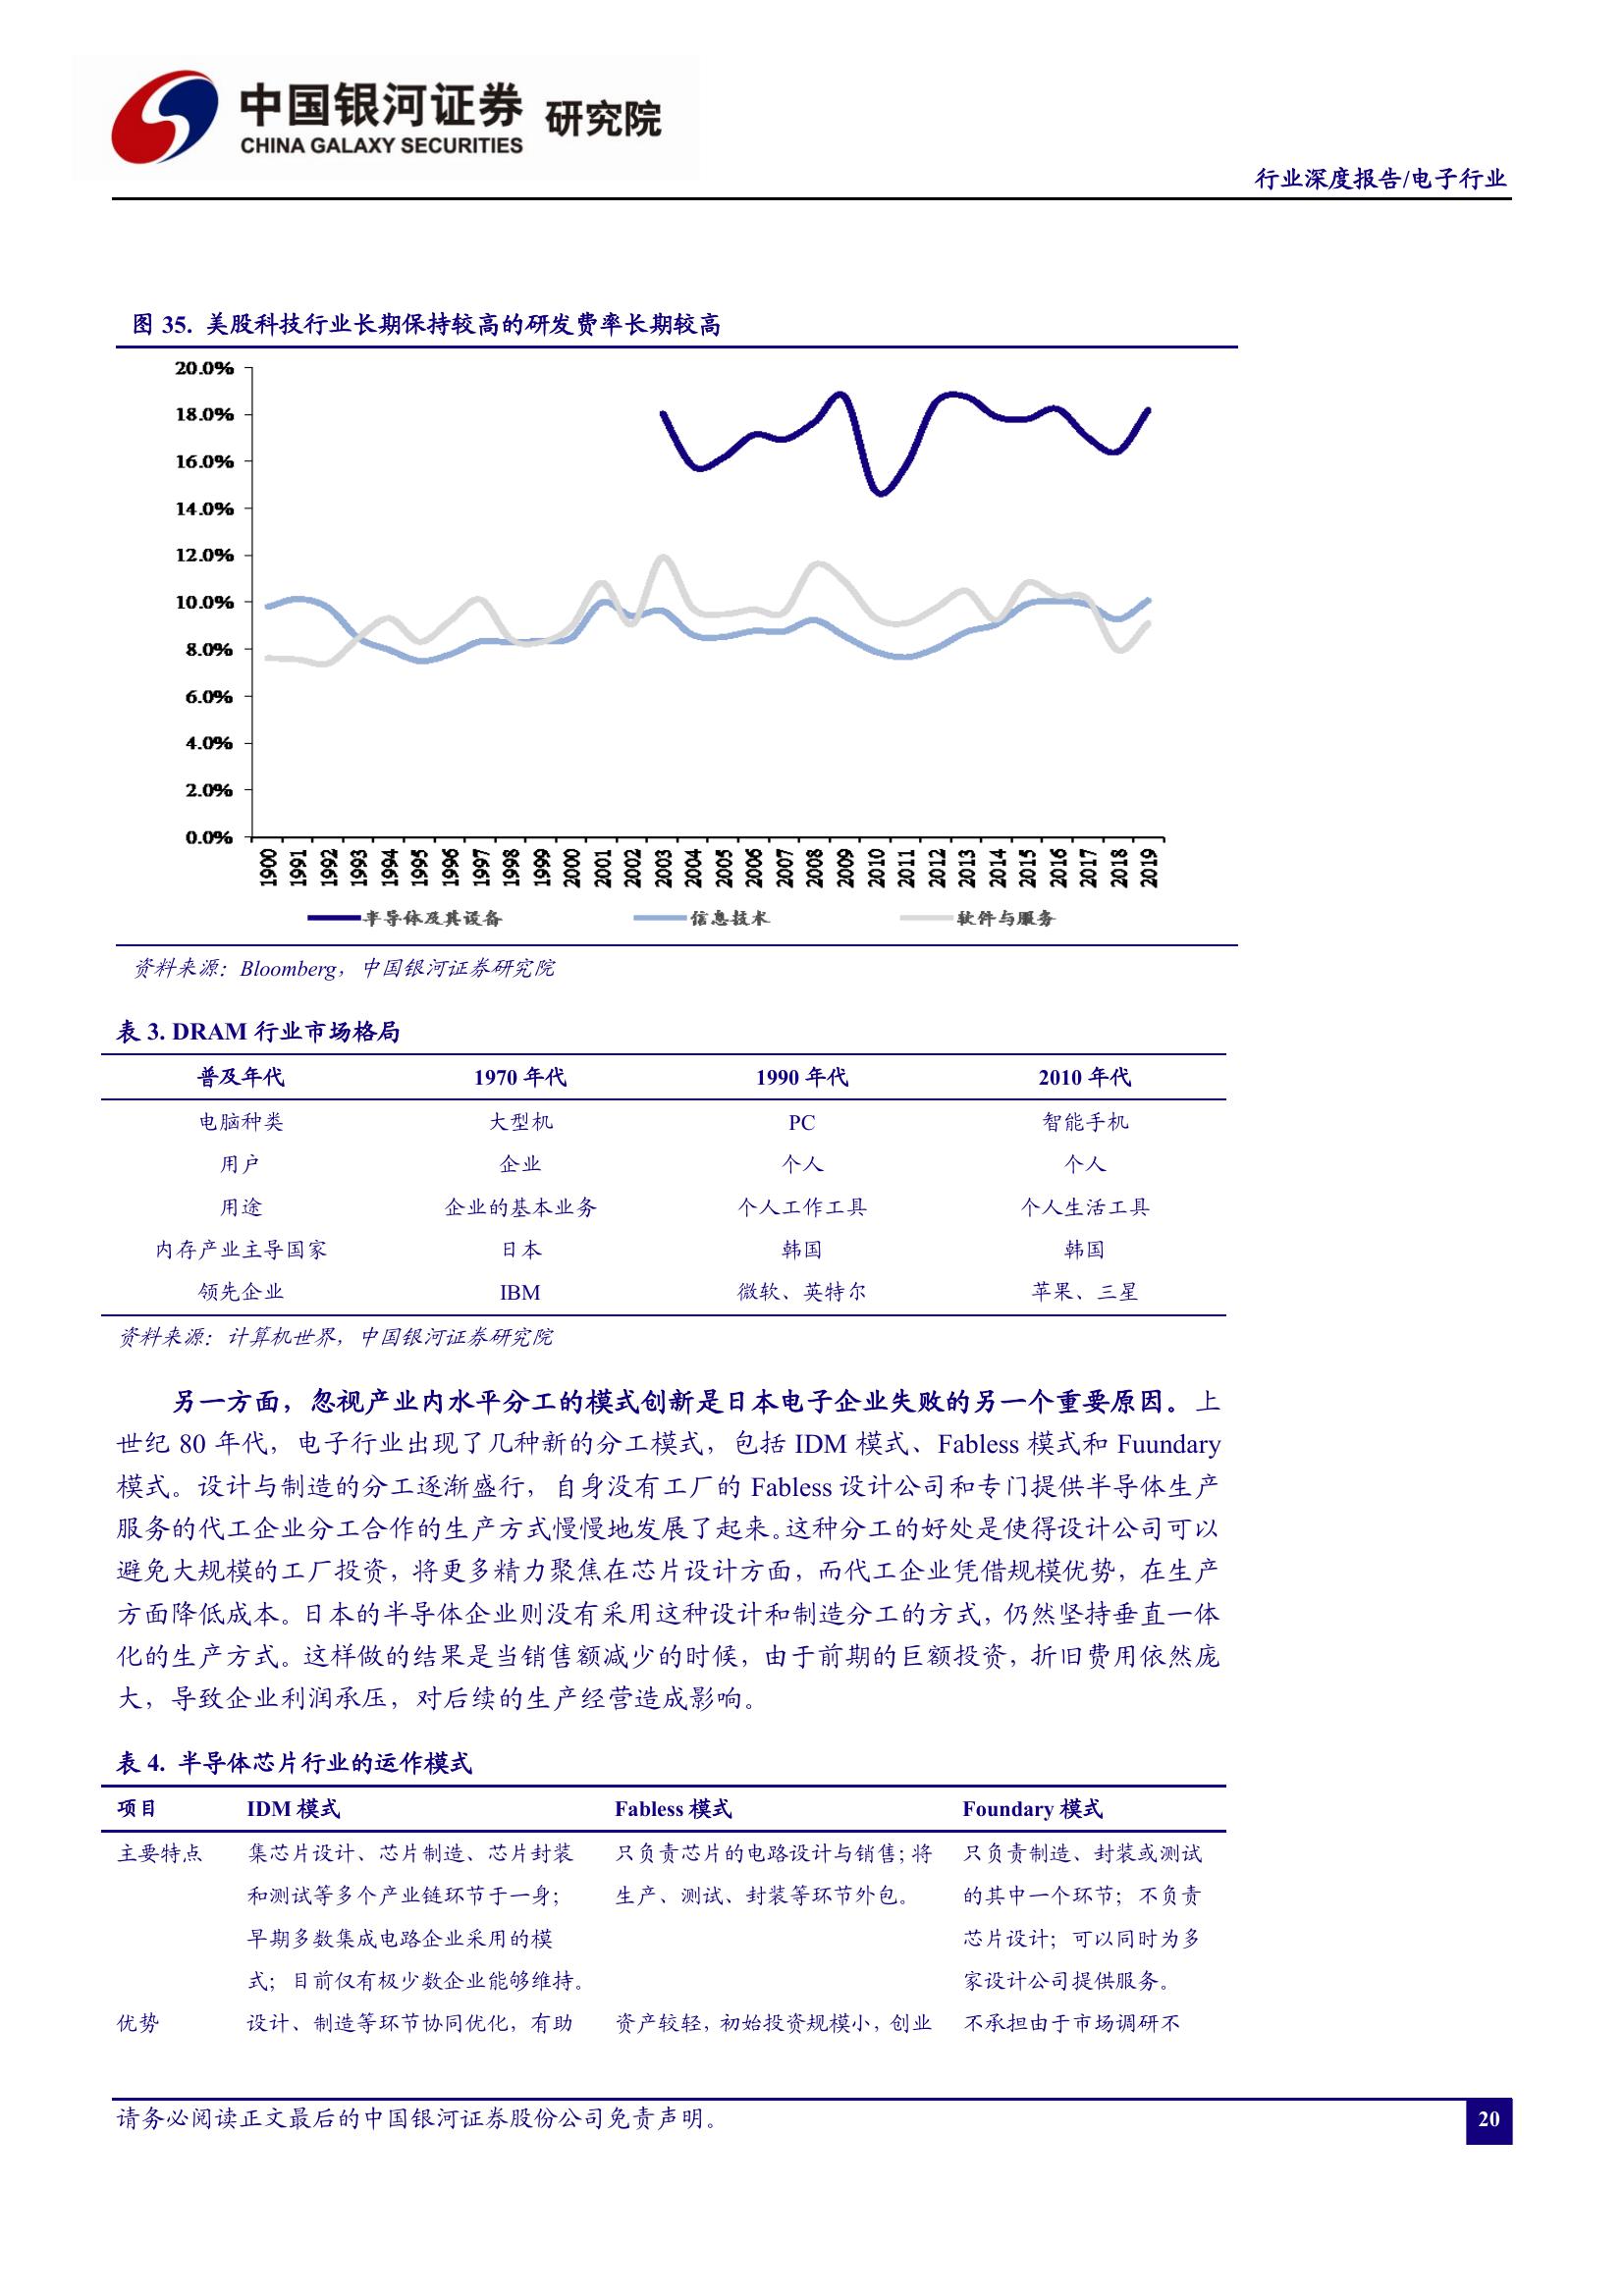 中国银河证券 研究院
CHINA GALAXY SECURITIES
行业深度报告/电子行业
图 35. 美股科技行业长期保持较高的研发费率长期较高
20.0%
18.0%
16.0%
14.0%
12.0%
10.0%
8.0%
6.0%
4.0%
2.0%
0.0%
1900 1991 1992 1993 1994 1995 1996 1997 1998 1999 2000 2001 2002 2003 2004 2005 2006 2007 2008 2009 2010 2011 2012 2013 2014 2015 2016 2017 2018 2019
半导体及其设备 信息技术 软件与服务
资料来源：Bloomberg，中国银河证券研究院
表 3. DRAM 行业市场格局
普及年代 1970 年代 1990 年代 2010 年代
电脑种类 大型机 PC 智能手机
用户 企业 个人 个人
用途 企业的基本业务 个人工作工具 个人生活工具
内存产业主导国家 日本 韩国 韩国
领先企业 IBM 微软、英特尔 苹果、三星
资料来源：计算机世界，中国银河证券研究院
另一方面，忽视产业内水平分工的模式创新是日本电子企业失败的另一个重要原因。上
世纪 80 年代，电子行业出现了几种新的分工模式，包括 IDM 模式、Fabless 模式和 Fuundary
模式。设计与制造的分工逐渐盛行，自身没有工厂的 Fabless 设计公司和专门提供半导体生产
服务的代工企业分工合作的生产方式慢慢地发展了起来。这种分工的好处是使得设计公司可以
避免大规模的工厂投资，将更多精力聚焦在芯片设计方面，而代工企业凭借规模优势，在生产
方面降低成本。日本的半导体企业则没有采用这种设计和制造分工的方式，仍然坚持垂直一体
化的生产方式。这样做的结果是当销售额减少的时候，由于前期的巨额投资，折旧费用依然庞
大，导致企业利润承压，对后续的生产经营造成影响。
表 4. 半导体芯片行业的运作模式
项目 IDM 模式 Fabless 模式 Foundary 模式
主要特点 集芯片设计、芯片制造、芯片封装 只负责芯片的电路设计与销售；将 只负责制造、封装或测试
和测试等多个产业链环节于一身； 生产、测试、封装等环节外包。 的其中一个环节；不负责
早期多数集成电路企业采用的模 芯片设计；可以同时为多
式；目前仅有极少数企业能够维持。 家设计公司提供服务。
优势 设计、制造等环节协同优化，有助 资产较轻，初始投资规模小，创业 不承担由于市场调研不
请务必阅读正文最后的中国银河证券股份公司免责声明。 20